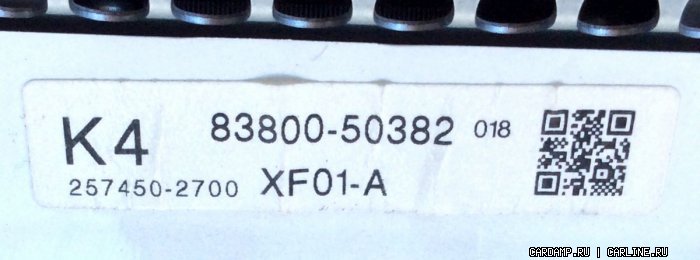 K4 83800-50382 018
257450-2700 XF01-A
CARDAMP.RU | CARLINE.RU